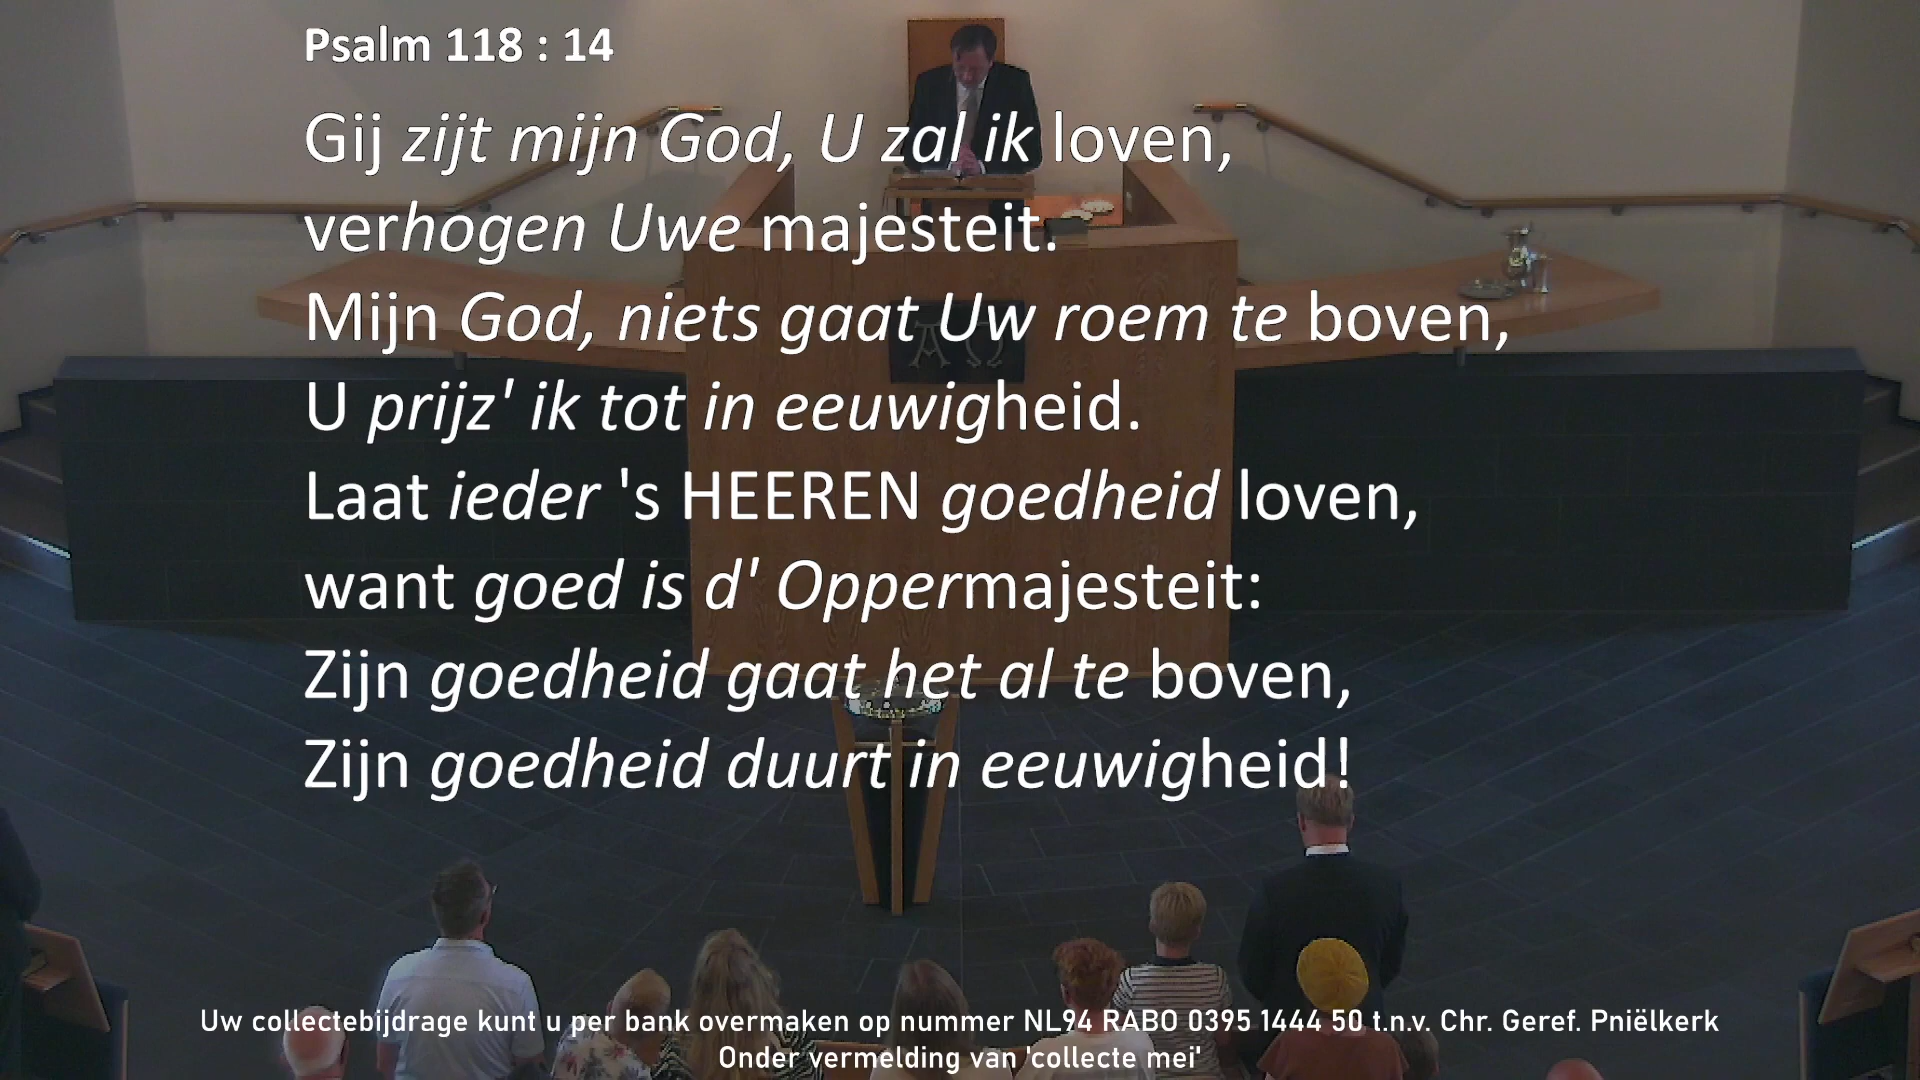 Psalm 118 : 14
Gij zijt mijn God, U zal ik loven,
verhogen Uwe majesteit.
Mijn God, niets gaat Uw roem te boven,
U prijz' ik tot in eeuwigheid.
Laat ieder 's HEEREN goedheid loven,
want goed is d' Oppermajesteit:
Zijn goedheid gaat het al te boven,
Zijn goedheid duurt in eeuwigheid!
Uw collectebijdrage kunt u per bank overmaken op nummer NL94 RABO 0395 1444 50 t.n.v. Chr. Geref. Pniëlkerk
Onder vermelding van 'collecte mei'